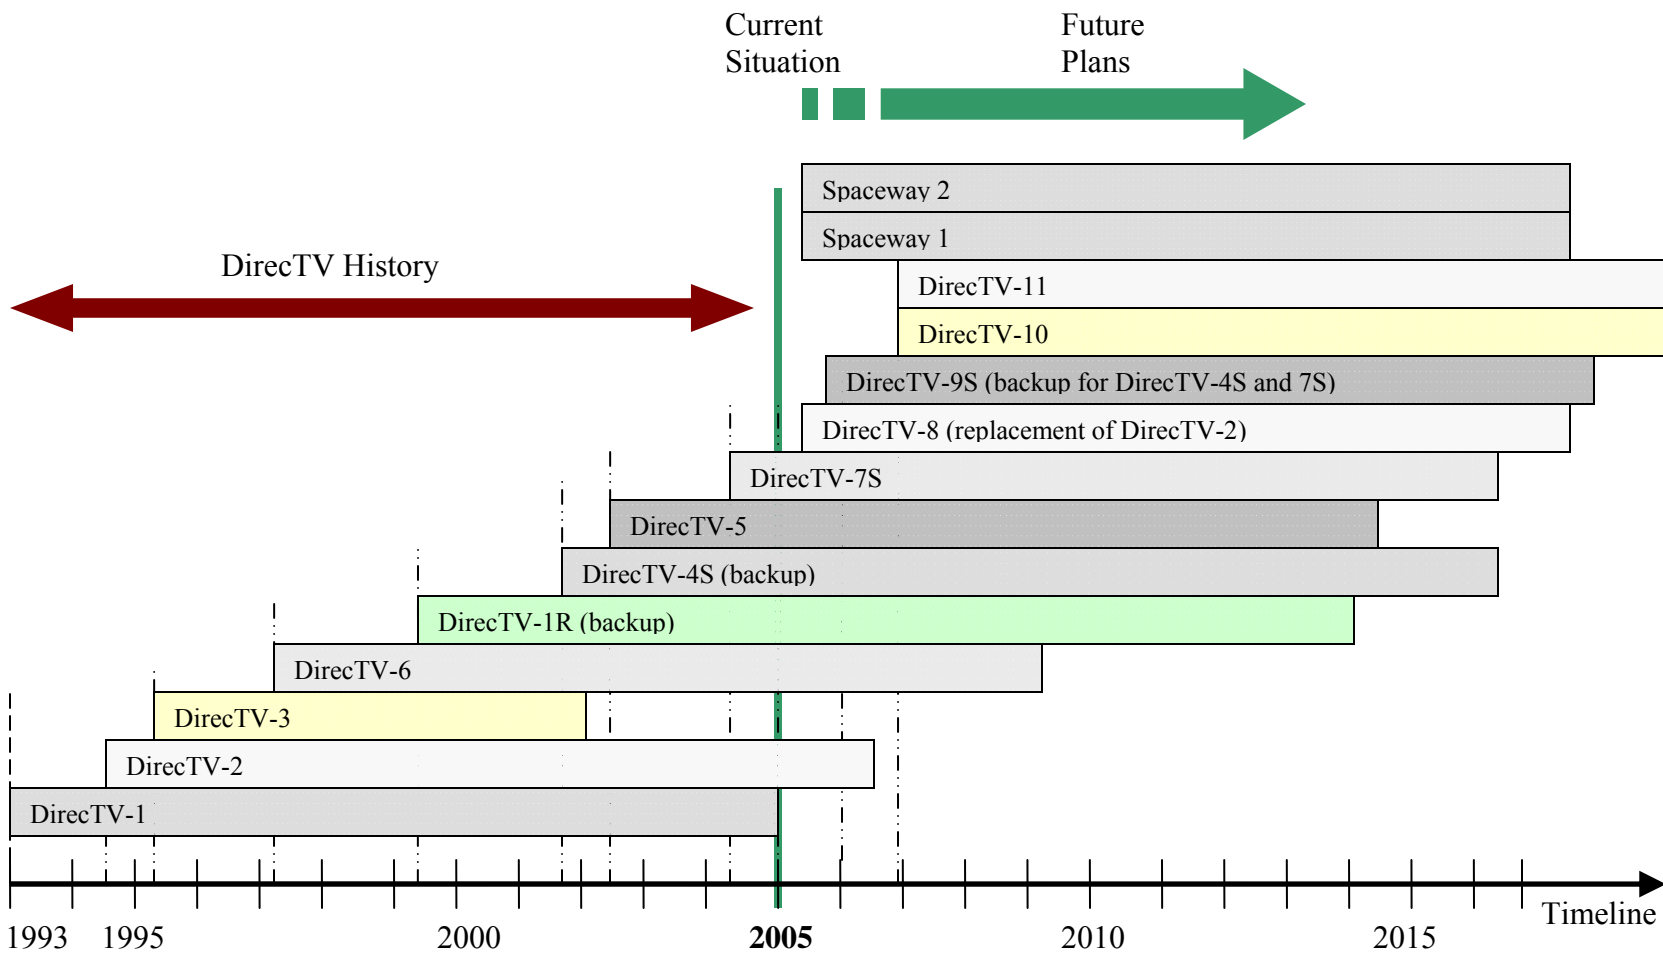 Current
Situation
Future
Plans
Spaceway 2
Spaceway 1
DirecTV History
DirecTV-11
DirecTV-10
DirecTV-9S (backup for DirecTV-4S and 7S)
DirecTV-8 (replacement of DirecTV-2)
DirecTV-7S
DirecTV-5
DirecTV-4S (backup)
DirecTV-1R (backup)
DirecTV-6
DirecTV-3
DirecTV-2
DirecTV-1
Timeline
1993 1995 2000 2005 2010 2015